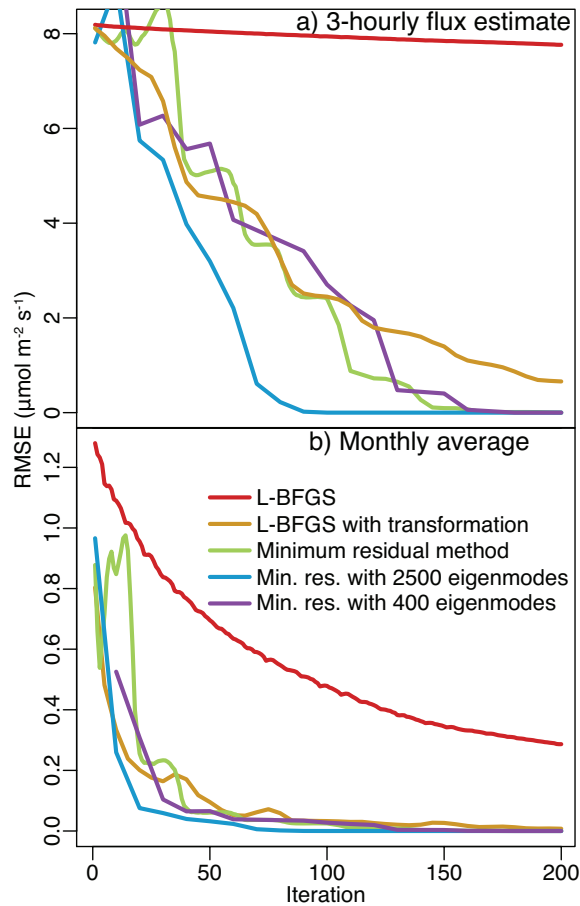 a) 3-hourly flux estimate
8
6
4
2
0
RMSE (μmol m⁻² s⁻¹)
b) Monthly average
1.2
1.0
0.8
0.6
0.4
0.2
0.0
L-BFGS
L-BFGS with transformation
Minimum residual method
Min. res. with 2500 eigenmodes
Min. res. with 400 eigenmodes
0 50 100 150 200
Iteration